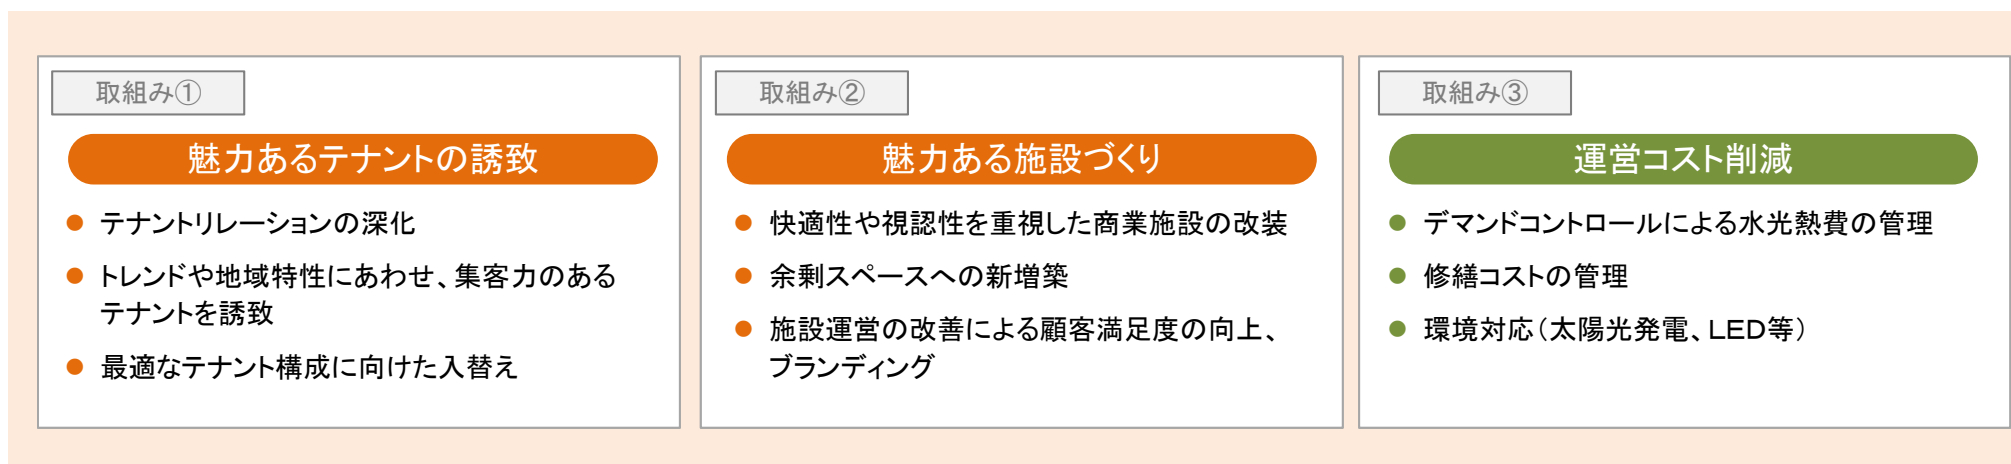 取組み①
魅力あるテナントの誘致
● テナントリレーションの深化
● トレンドや地域特性にあわせ、集客力のある
テナントを誘致
● 最適なテナント構成に向けた入替え
取組み②
魅力ある施設づくり
● 快適性や視認性を重視した商業施設の改装
● 余剰スペースへの新増築
● 施設運営の改善による顧客満足度の向上、
ブランディング
取組み③
運営コスト削減
● デマンドコントロールによる水光熱費の管理
● 修繕コストの管理
● 環境対応（太陽光発電、LED等）